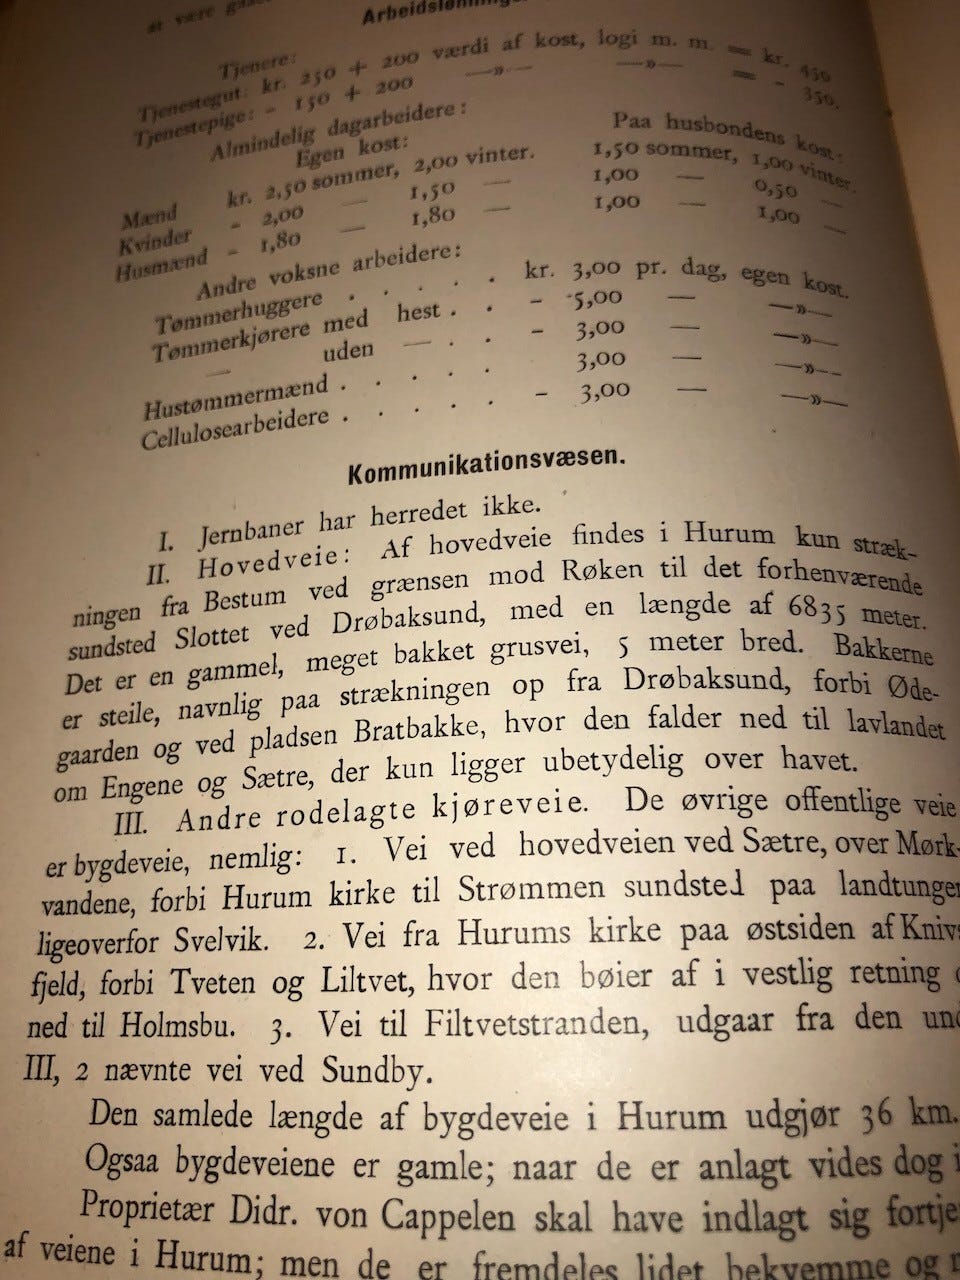 at være
Arbeidslønninger
Tjenere:
Tjenestegut: kr. 250 + 200 værdi af kost, logi m. m. = kr. 450
Tjenestepige: - 150 + 200 —»— —»— = - 350.
Almindelig dagarbeidere:
Egen kost: Paa husbondens kost:
Mænd kr. 2,50 sommer, 2,00 vinter. 1,50 sommer, 1,00 vinter.
Kvinder - 2,00 — 1,50 — 1,00 — 0,50 —
Husmænd - 1,80 — 1,80 — 1,00 — 1,00 —
Andre voksne arbeidere:
Tømmerhuggere . . . . . kr. 3,00 pr. dag, egen kost.
Tømmerkjørere med hest . . - 5,00 — —»—
— uden — . . - 3,00 — —»—
Hustømmermænd . . . . . 3,00 — —»—
Cellulosearbeidere . . . . . - 3,00 — —»—
Kommunikationsvæsen.
I. Jernbaner har herredet ikke.
II. Hovedveie: Af hovedveie findes i Hurum kun stræk-
ningen fra Bestum ved grænsen mod Røken til det forhenværende
sundsted Slottet ved Drøbaksund, med en længde af 6835 meter.
Det er en gammel, meget bakket grusvei, 5 meter bred. Bakkerne
er steile, navnlig paa strækningen op fra Drøbaksund, forbi Øde-
gaarden og ved pladsen Bratbakke, hvor den falder ned til lavlandet
om Engene og Sætre, der kun ligger ubetydelig over havet.
III. Andre rodelagte kjøreveie. De øvrige offentlige veie
er bygdeveie, nemlig: 1. Vei ved hovedveien ved Sætre, over Mørk-
vandene, forbi Hurum kirke til Strømmen sundsted paa landtungen
ligeoverfor Svelvik. 2. Vei fra Hurums kirke paa østsiden af Knivs
fjeld, forbi Tveten og Liltvet, hvor den bøier af i vestlig retning
ned til Holmsbu. 3. Vei til Filtvetstranden, udgaar fra den und
III, 2 nævnte vei ved Sundby.
Den samlede længde af bygdeveie i Hurum udgjør 36 km.
Ogsaa bygdeveiene er gamle; naar de er anlagt vides dog i
Proprietær Didr. von Cappelen skal have indlagt sig fortje
af veiene i Hurum; men de er fremdeles lidet bekvemme og